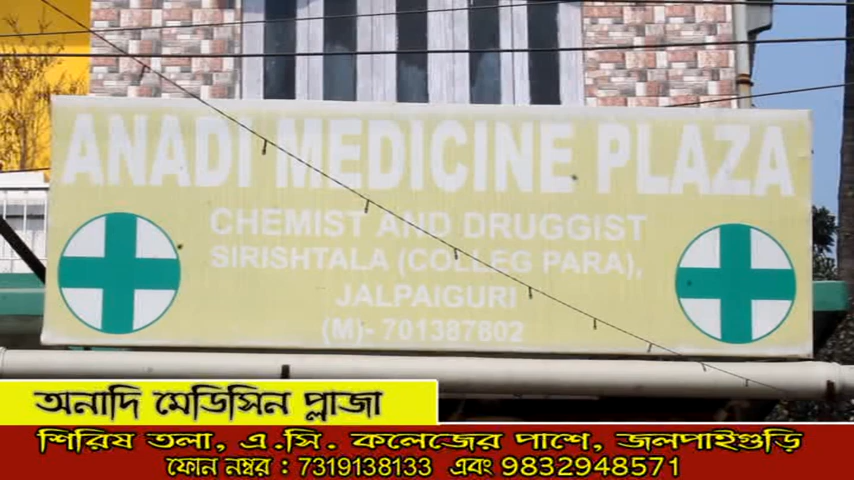 ANADI MEDICINE PLAZA
CHEMIST AND DRUGGIST
SIRISHTALA (COLLEG PARA),
JALPAIGURI
(M)- 7013877602
অনাদি মেডিসিন প্লাজা
শিরিষ তলা, এ.সি. কলেজের পাশে, জলপাইগুড়ি
ফোন নম্বর : 7319138133 এবং 9832948571